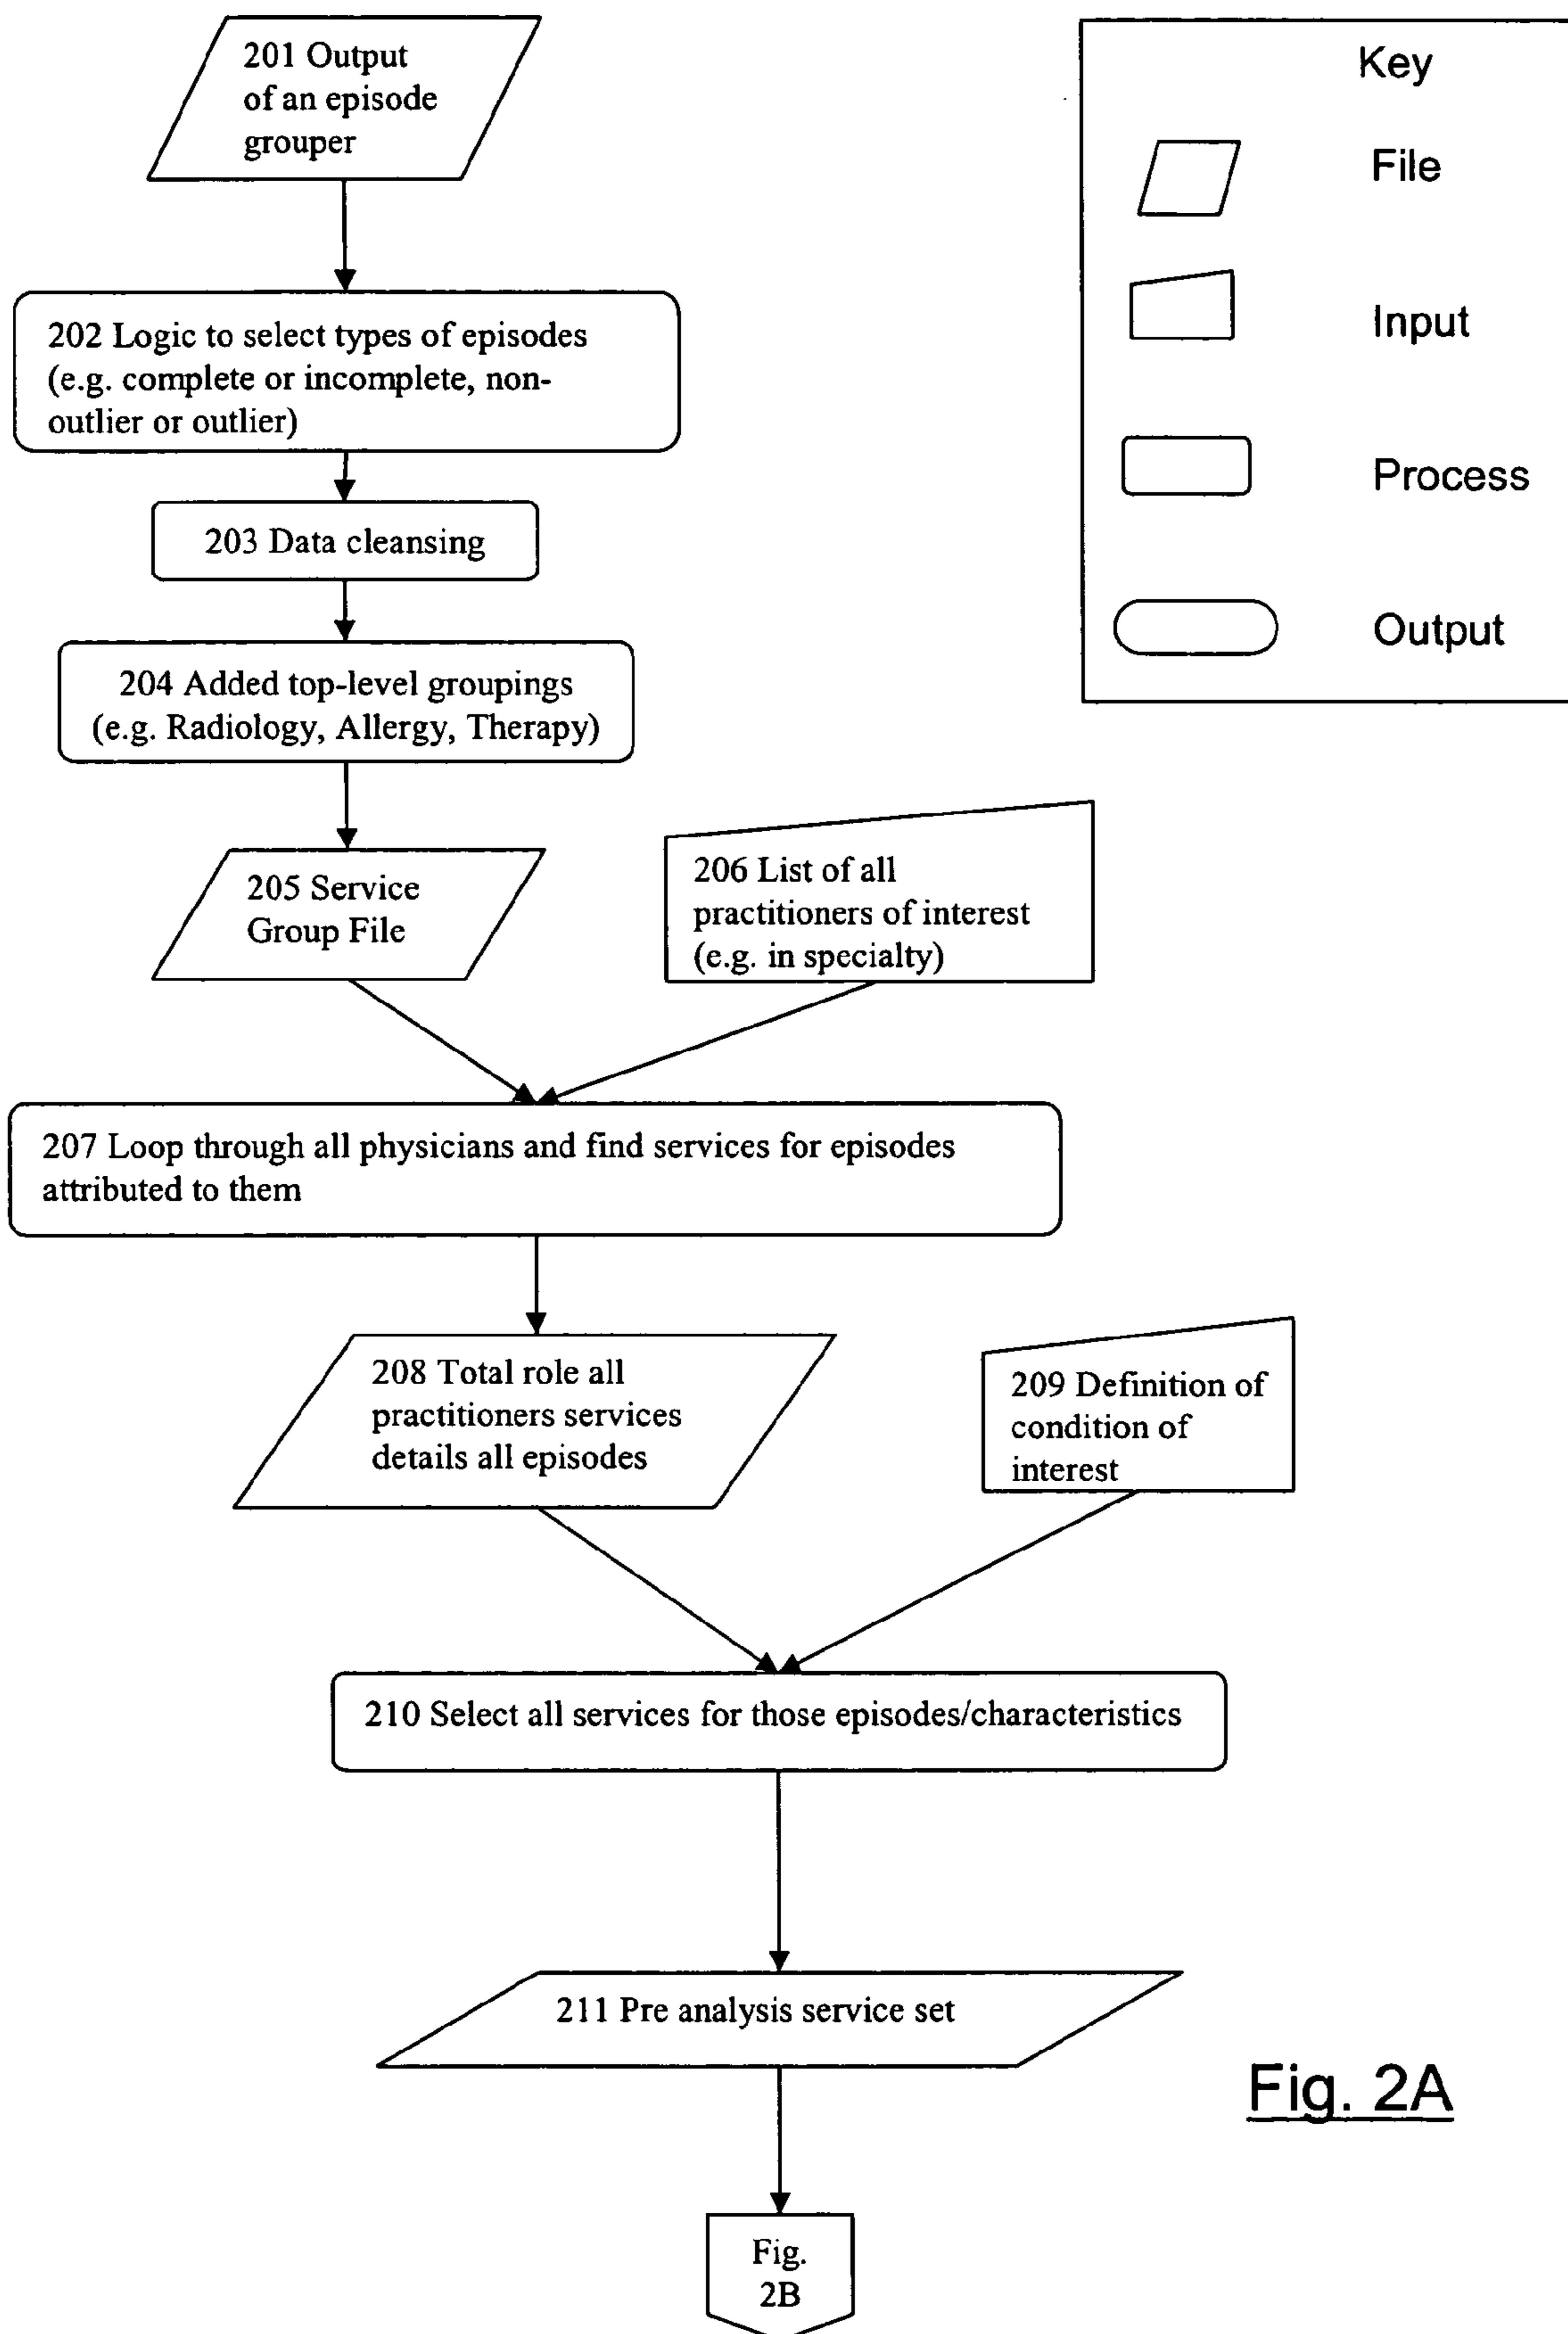 201 Output
of an episode
grouper
Key
File
Input
Process
Output
202 Logic to select types of episodes
(e.g. complete or incomplete, non-
outlier or outlier)
203 Data cleansing
204 Added top-level groupings
(e.g. Radiology, Allergy, Therapy)
205 Service
Group File
206 List of all
practitioners of interest
(e.g. in specialty)
207 Loop through all physicians and find services for episodes
attributed to them
208 Total role all
practitioners services
details all episodes
209 Definition of
condition of
interest
210 Select all services for those episodes/characteristics
211 Pre analysis service set
Fig. 2A
Fig.
2B